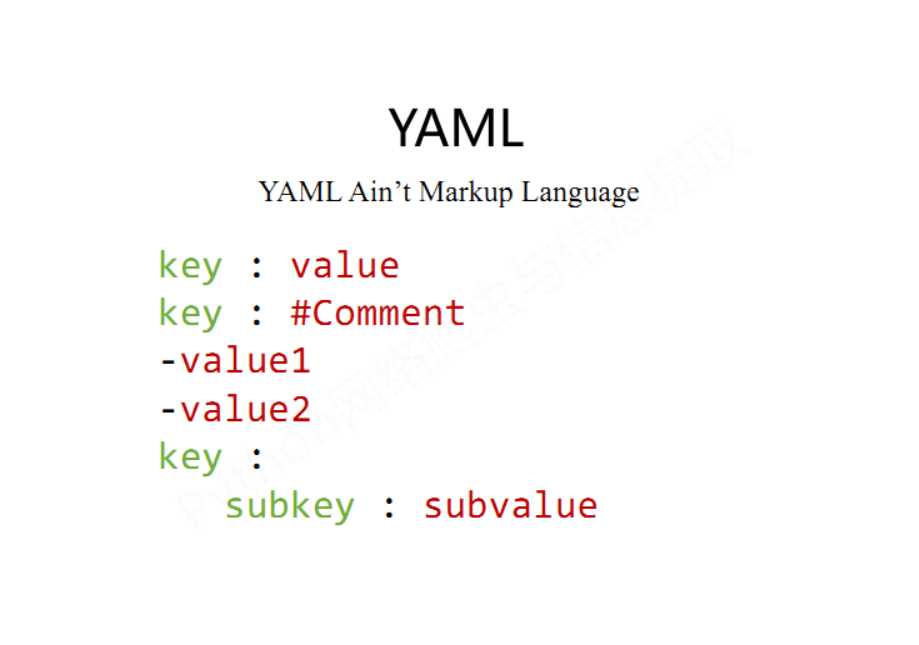 YAML
YAML Ain’t Markup Language
key : value
key : #Comment
-value1
-value2
key :
subkey : subvalue
Python网络爬虫与信息提取